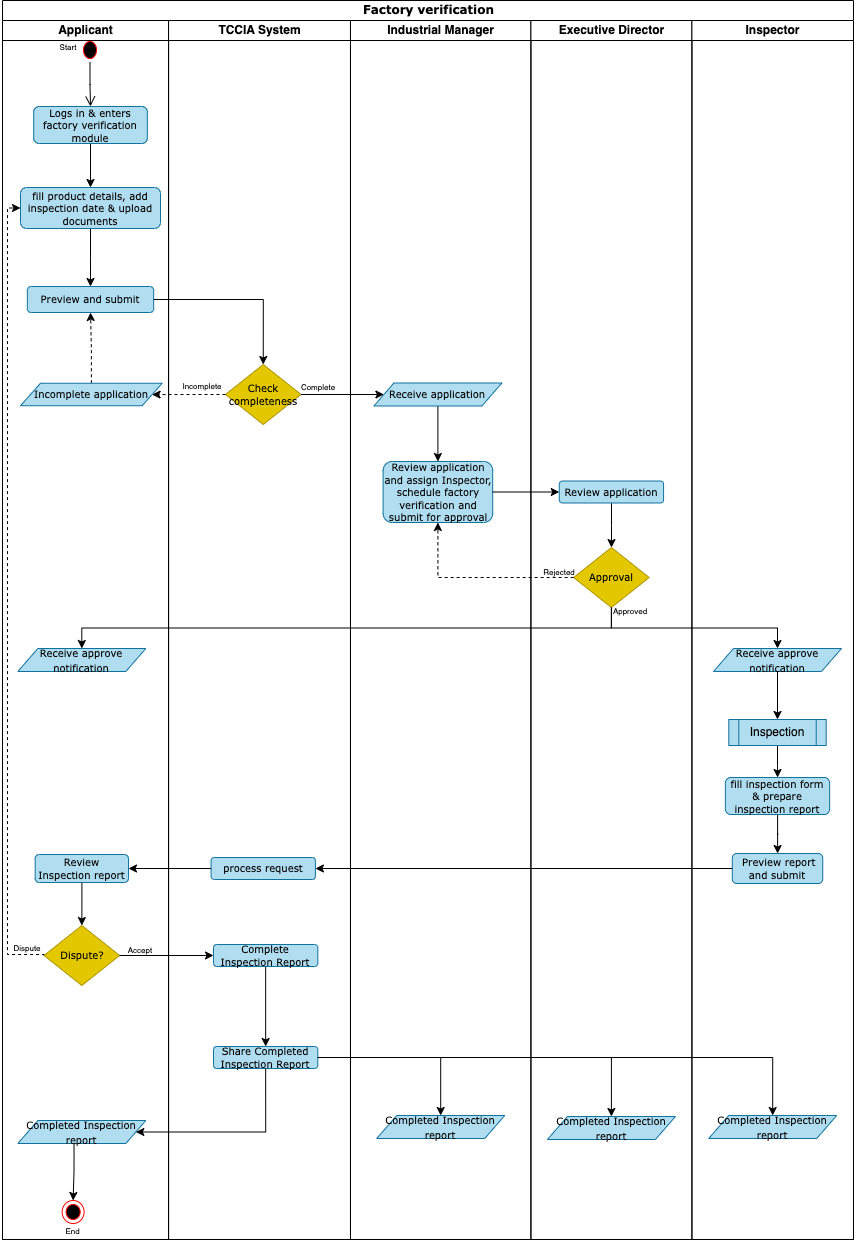 Factory verification
Applicant
TCCIA System
Industrial Manager
Executive Director
Inspector
Start
Logs in & enters
factory verification
module
fill product details, add
inspection date & upload
documents
Preview and submit
Incomplete application
Incomplete
Check
completeness
Complete
Receive application
Review application
and assign Inspector,
schedule factory
verification and
submit for approval
Review application
Rejected
Approval
Approved
Receive approve
notification
Receive approve
notification
Inspection
fill inspection form
& prepare
inspection report
Review
Inspection report
process request
Preview report
and submit
Dispute
Dispute?
Accept
Complete
Inspection Report
Share Completed
Inspection Report
Completed Inspection
report
Completed Inspection
report
Completed Inspection
report
Completed Inspection
report
End